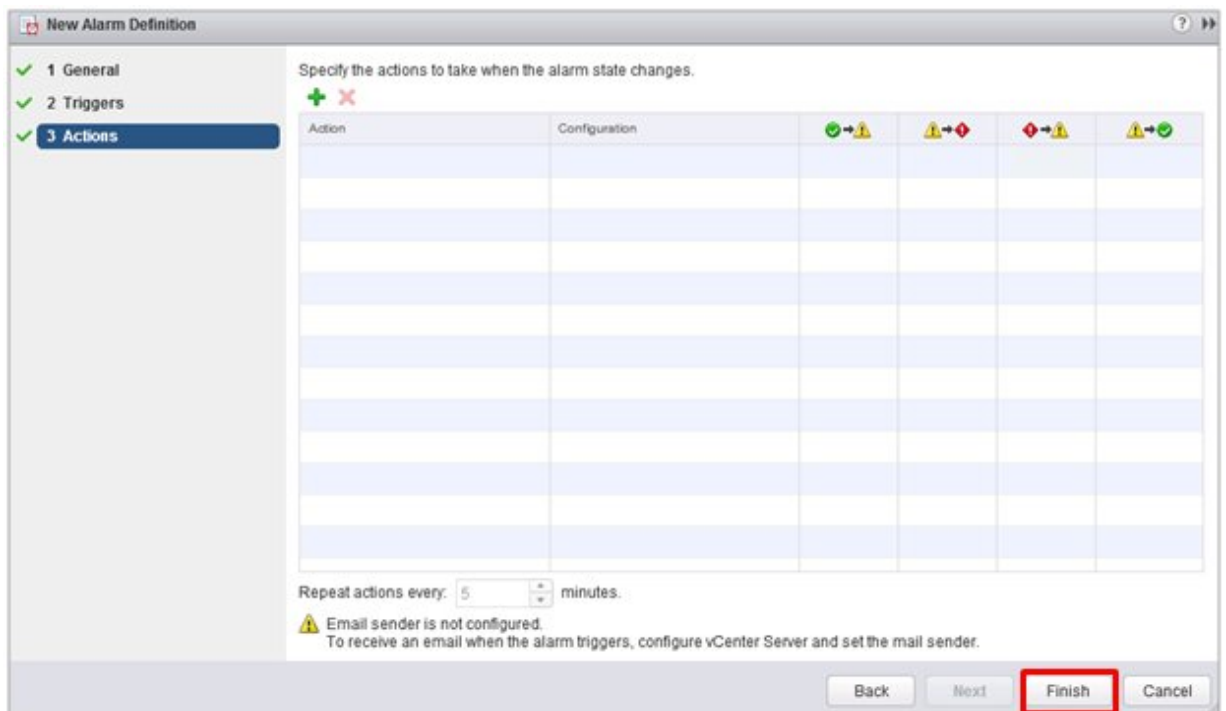 New Alarm Definition
?
1 General
2 Triggers
3 Actions
Specify the actions to take when the alarm state changes.
Action Configuration
Repeat actions every: 5 minutes.
Email sender is not configured.
To receive an email when the alarm triggers, configure vCenter Server and set the mail sender.
Back Next Finish Cancel